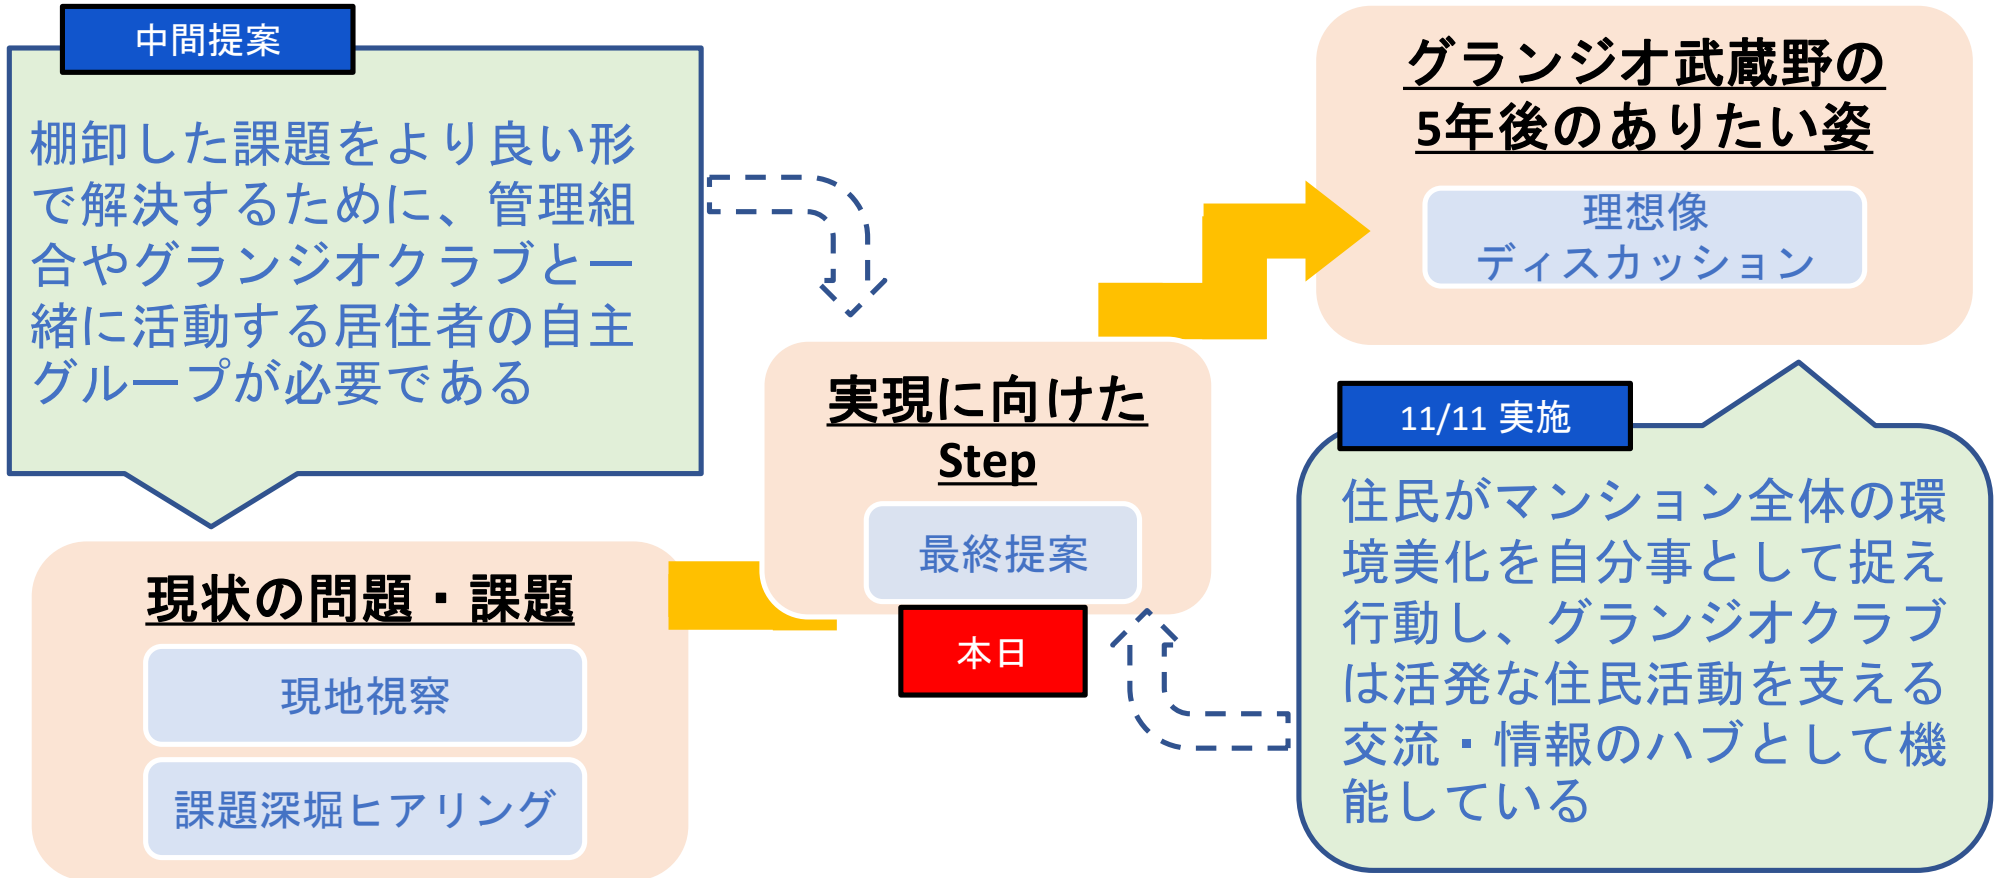 中間提案
棚卸した課題をより良い形
で解決するために、管理組
合やグランジオクラブと一
緒に活動する居住者の自主
グループが必要である
現状の問題・課題
現地視察
課題深堀ヒアリング
実現に向けた
Step
最終提案
本日
グランジオ武蔵野の
5年後のありたい姿
理想像
ディスカッション
11/11 実施
住民がマンション全体の環
境美化を自分事として捉え
行動し、グランジオクラブ
は活発な住民活動を支える
交流・情報のハブとして機
能している